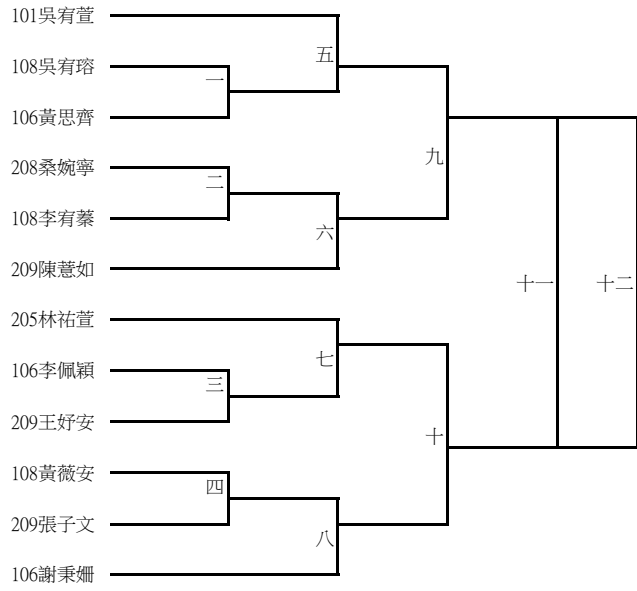 101吳宥萱
五
108吳宥瑢
一
106黃思齊
九
208桑婉寧
二
108李宥蓁
六
209陳薏如
十一
十二
205林祐萱
七
106李佩穎
三
209王妤安
十
108黃薇安
四
209張子文
八
106謝秉姍